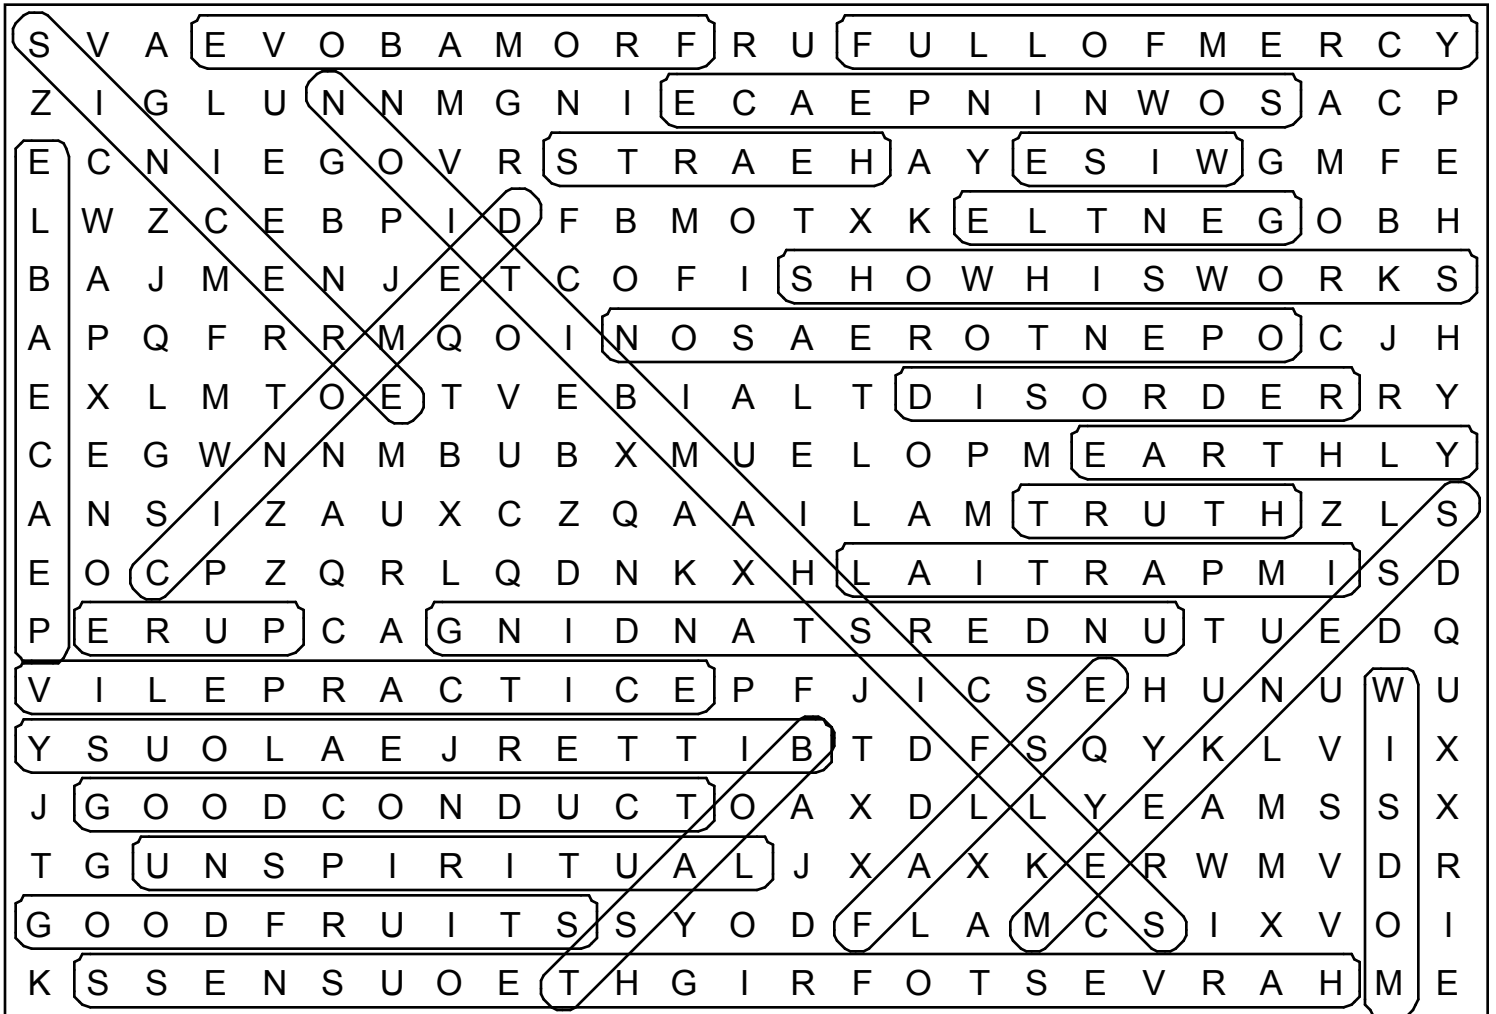 S V A E V O B A M O R F R U F U L L O F M E R C Y
Z I G L U N N M G N I E C A E P N I N W O S A C P
E C N I E G O V R S T R A E H A Y E S I W G M F E
L W Z C E B P I D F B M O T X K E L T N E G O B H
B A J M E N J E T C O F I S H O W H I S W O R K S
A P Q F R R M Q O I N O S A E R O T N E P O C J H
E X L M T O E T V E B I A L T D I S O R D E R R Y
C E G W N N M B U B X M U E L O P M E A R T H L Y
A N S I Z A U X C Z Q A A I L A M T R U T H Z L S
E O C P Z Q R L Q D N K X H L A I T R A P M I S D
P E R U P C A G N I D N A T S R E D N U T U E D Q
V I L E P R A C T I C E P F J I C S E H U N U W U
Y S U O L A E J R E T T I B T D F S Q Y K L V I X
J G O O D C O N D U C T O A X D L L Y E A M S S X
T G U N S P I R I T U A L J X A X K E R W M V D R
G O O D F R U I T S S Y O D F L A M C S I X V O I
K S S E N S U O E T H G I R F O T S E V R A H M E